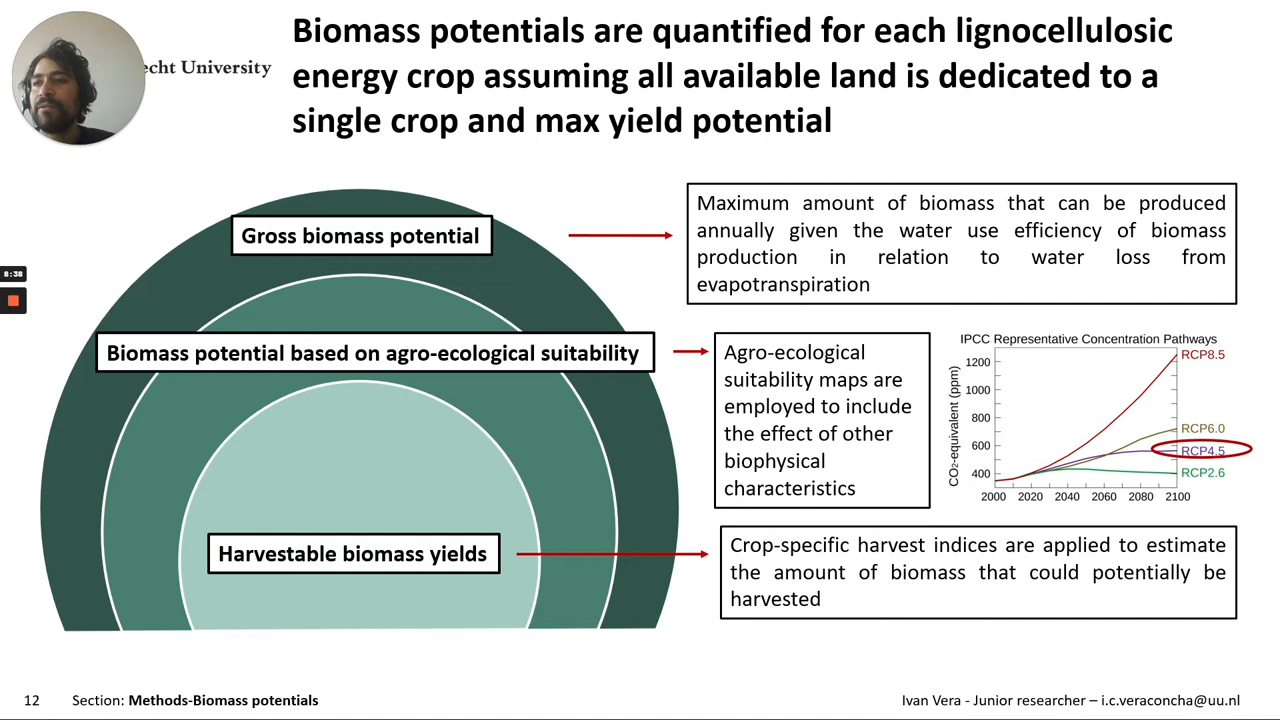 echt University
Biomass potentials are quantified for each lignocellulosic
energy crop assuming all available land is dedicated to a
single crop and max yield potential
Gross biomass potential
Maximum amount of biomass that can be produced
annually given the water use efficiency of biomass
production in relation to water loss from
evapotranspiration
8:38
Biomass potential based on agro-ecological suitability
Agro-ecological
suitability maps are
employed to include
the effect of other
biophysical
characteristics
IPCC Representative Concentration Pathways
CO2-equivalent (ppm)
1200
1000
800
600
400
2000 2020 2040 2060 2080 2100
RCP8.5
RCP6.0
RCP4.5
RCP2.6
Harvestable biomass yields
Crop-specific harvest indices are applied to estimate
the amount of biomass that could potentially be
harvested
12 Section: Methods-Biomass potentials
Ivan Vera - Junior researcher – i.c.veraconcha@uu.nl